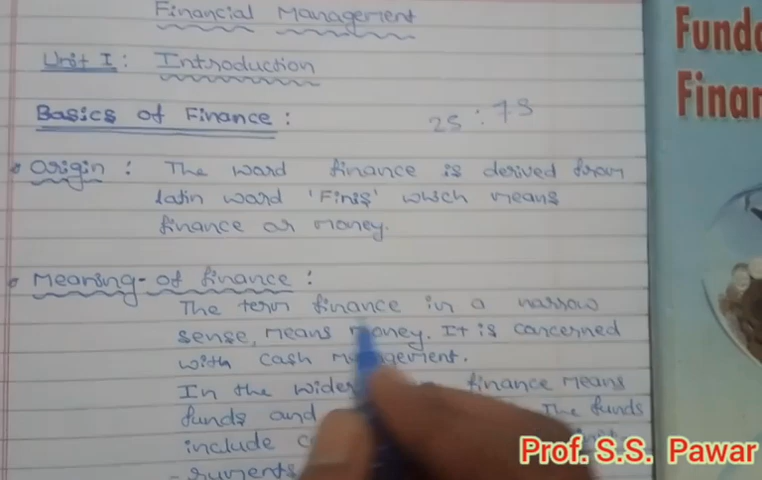 Financial Management
Unit I: Introduction
Basics of Finance:
25:75
Origin: The word finance is derived from
latin word 'Finis' which means
finance or money.
Meaning of finance:
The term finance in a narrow
sense, means money. It is concerned
with cash management.
In the wider finance means
funds and The funds
include
ruments
Prof. S.S. Pawar
Fund
Finan